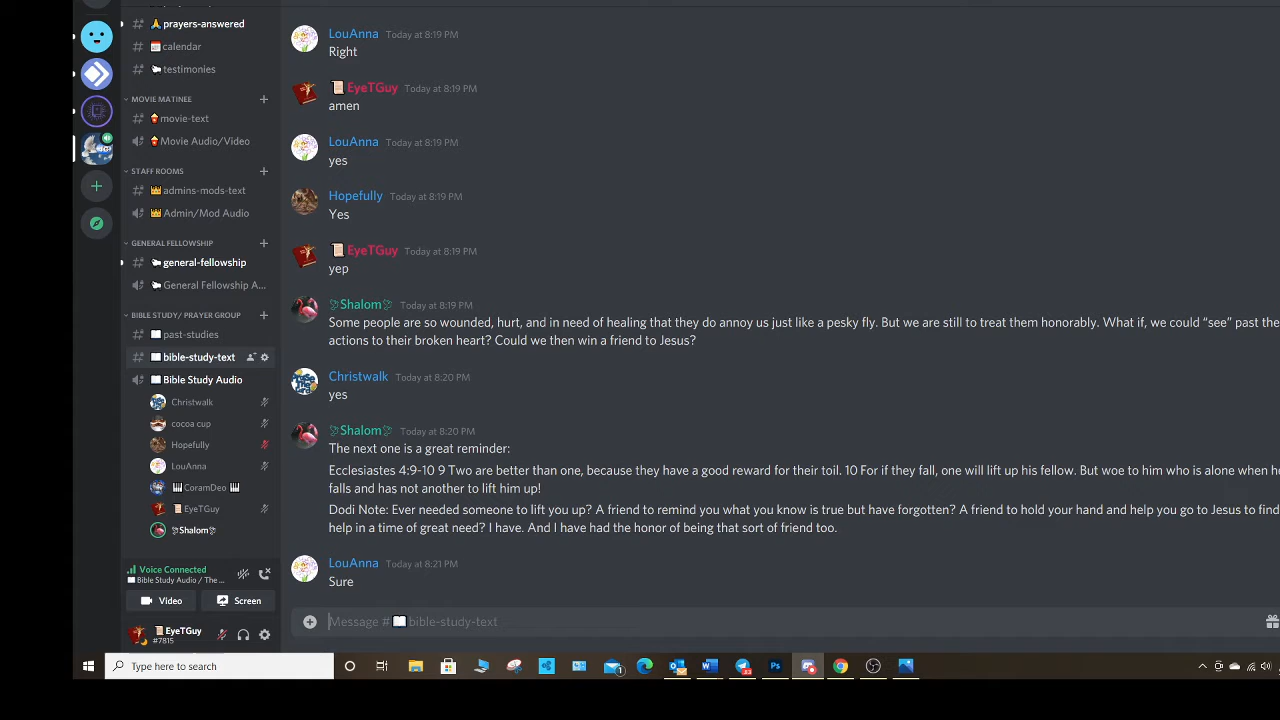 prayers-answered
calendar
testimonies
MOVIE MATINEE
movie-text
Movie Audio/Video
STAFF ROOMS
admins-mods-text
Admin/Mod Audio
GENERAL FELLOWSHIP
general-fellowship
General Fellowship A...
BIBLE STUDY/ PRAYER GROUP
past-studies
bible-study-text
Bible Study Audio
Christwalk
cocoa cup
Hopefully
LouAnna
CoramDeo
EyeTGuy
Shalom
Voice Connected
Bible Study Audio / The ...
Video
Screen
EyeTGuy
#7815
LouAnna Today at 8:19 PM
Right
EyeTGuy Today at 8:19 PM
amen
LouAnna Today at 8:19 PM
yes
Hopefully Today at 8:19 PM
Yes
EyeTGuy Today at 8:19 PM
yep
Shalom Today at 8:19 PM
Some people are so wounded, hurt, and in need of healing that they do annoy us just like a pesky fly. But we are still to treat them honorably. What if, we could “see” past the
actions to their broken heart? Could we then win a friend to Jesus?
Christwalk Today at 8:20 PM
yes
Shalom Today at 8:20 PM
The next one is a great reminder:
Ecclesiastes 4:9-10 9 Two are better than one, because they have a good reward for their toil. 10 For if they fall, one will lift up his fellow. But woe to him who is alone when he
falls and has not another to lift him up!
Dodi Note: Ever needed someone to lift you up? A friend to remind you what you know is true but have forgotten? A friend to hold your hand and help you go to Jesus to find
help in a time of great need? I have. And I have had the honor of being that sort of friend too.
LouAnna Today at 8:21 PM
Sure
Message # bible-study-text
Type here to search